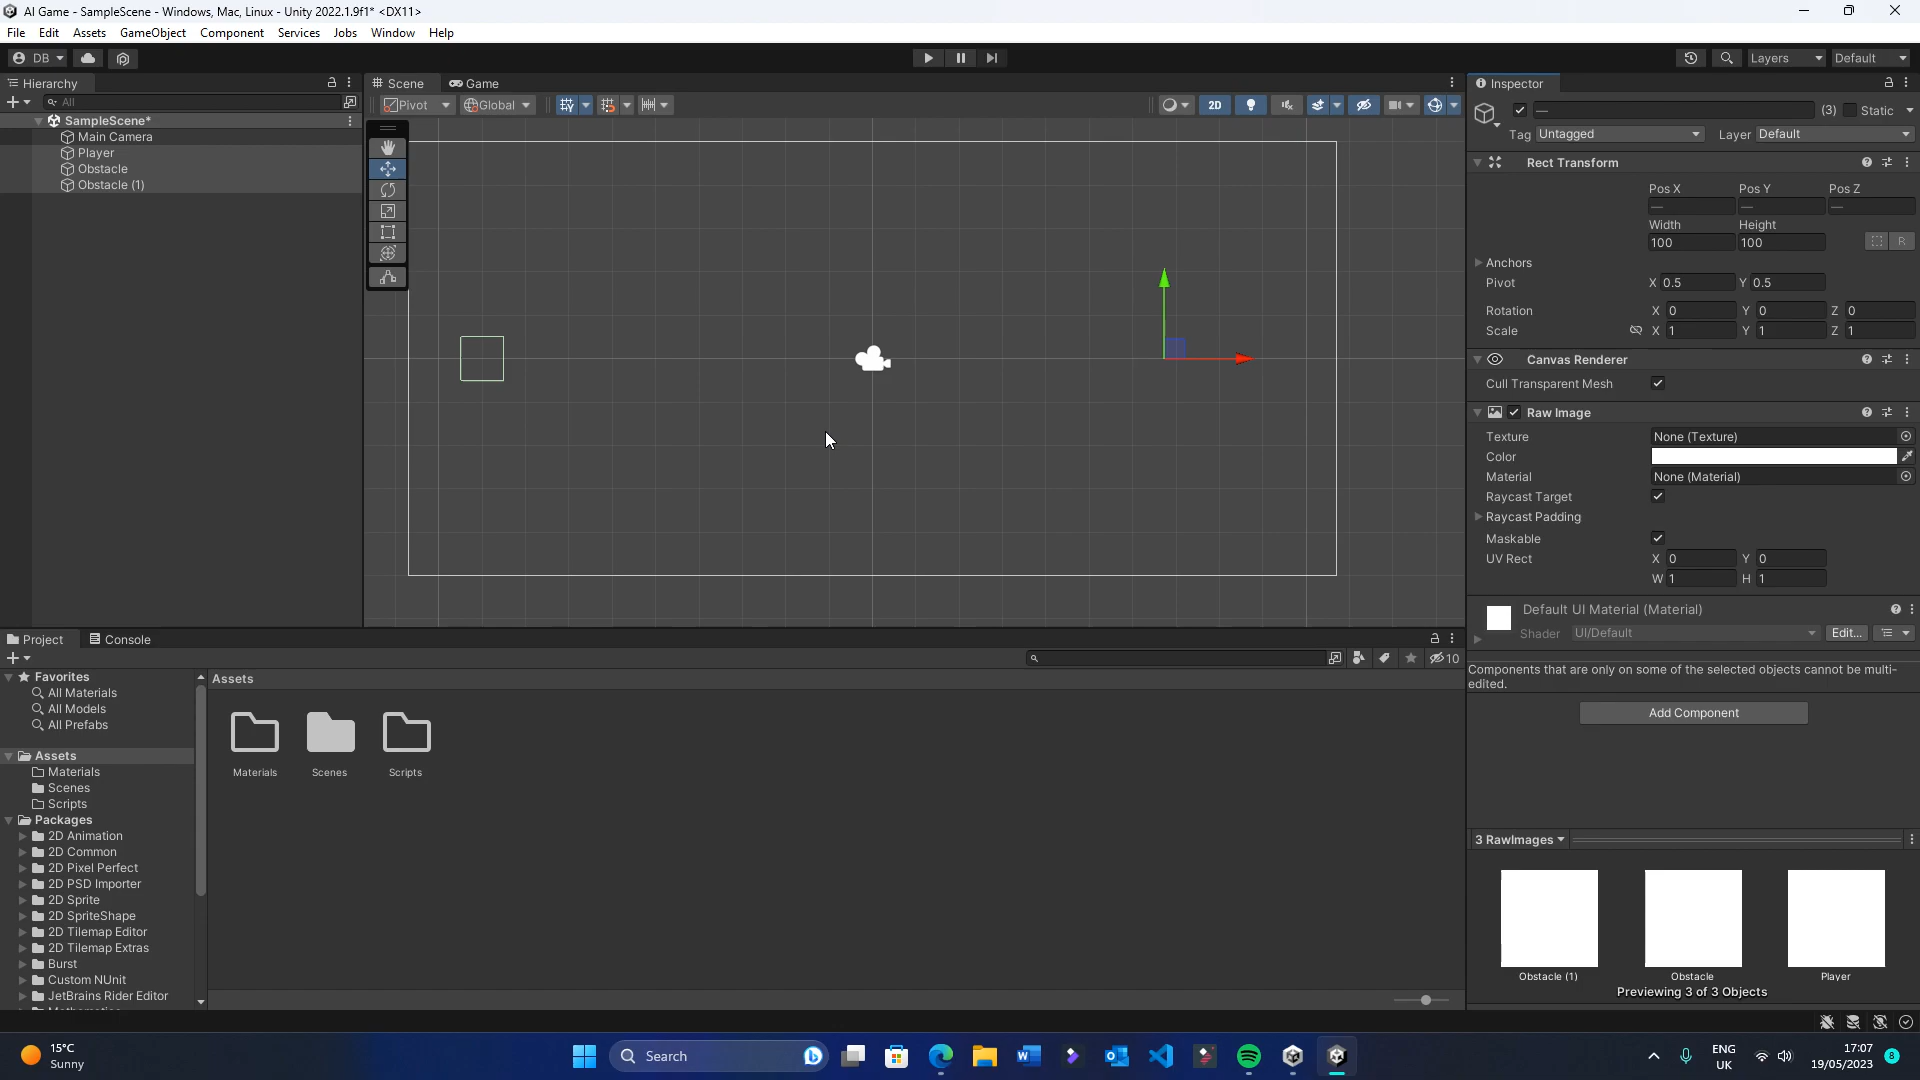 AI Game - SampleScene - Windows, Mac, Linux - Unity 2022.1.9f1* <DX11>
File Edit Assets GameObject Component Services Jobs Window Help
DB Layers Default
Hierarchy
All
SampleScene*
Main Camera
Player
Obstacle
Obstacle (1)
Scene Game
Pivot Global 2D
Inspector
— (3) Static
Tag Untagged Layer Default
Rect Transform
Pos X Pos Y Pos Z
— — —
Width Height
100 100 R
Anchors
Pivot X 0.5 Y 0.5
Rotation X 0 Y 0 Z 0
Scale X 1 Y 1 Z 1
Canvas Renderer
Cull Transparent Mesh
Raw Image
Texture None (Texture)
Color
Material None (Material)
Raycast Target
Raycast Padding
Maskable
UV Rect X 0 Y 0
W 1 H 1
Default UI Material (Material)
Shader UI/Default Edit...
Components that are only on some of the selected objects cannot be multi-
edited.
Add Component
3 RawImages
Obstacle (1) Obstacle Player
Previewing 3 of 3 Objects
Project Console
10
Favorites
All Materials
All Models
All Prefabs
Assets
Materials
Scenes
Scripts
Packages
2D Animation
2D Common
2D Pixel Perfect
2D PSD Importer
2D Sprite
2D SpriteShape
2D Tilemap Editor
2D Tilemap Extras
Burst
Custom NUnit
JetBrains Rider Editor
Assets
Materials Scenes Scripts
15°C
Sunny
Search
ENG
UK
17:07
19/05/2023
8